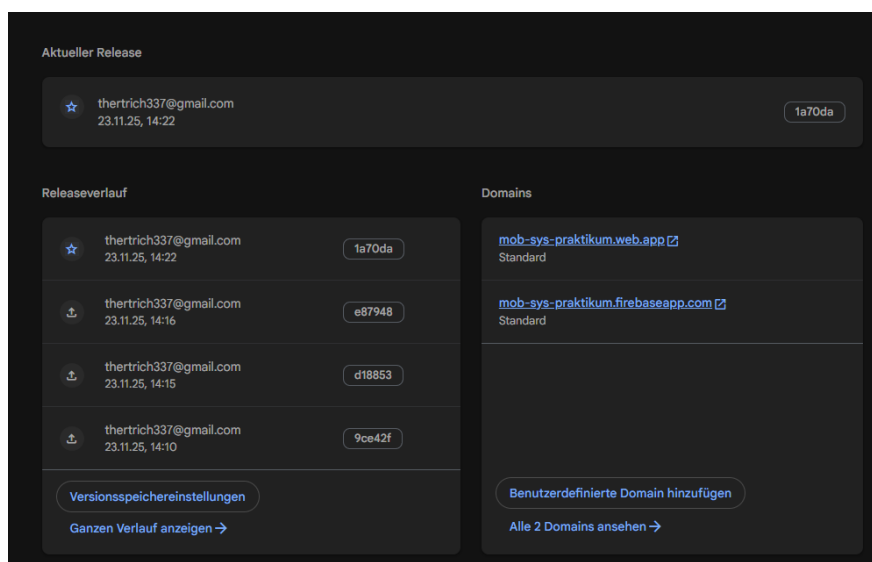 Aktueller Release
thertrich337@gmail.com
23.11.25, 14:22
1a70da
Releaseverlauf
thertrich337@gmail.com
23.11.25, 14:22
1a70da
thertrich337@gmail.com
23.11.25, 14:16
e87948
thertrich337@gmail.com
23.11.25, 14:15
d18853
thertrich337@gmail.com
23.11.25, 14:10
9ce42f
Versionsspeichereinstellungen
Ganzen Verlauf anzeigen
Domains
mob-sys-praktikum.web.app
Standard
mob-sys-praktikum.firebaseapp.com
Standard
Benutzerdefinierte Domain hinzufügen
Alle 2 Domains ansehen